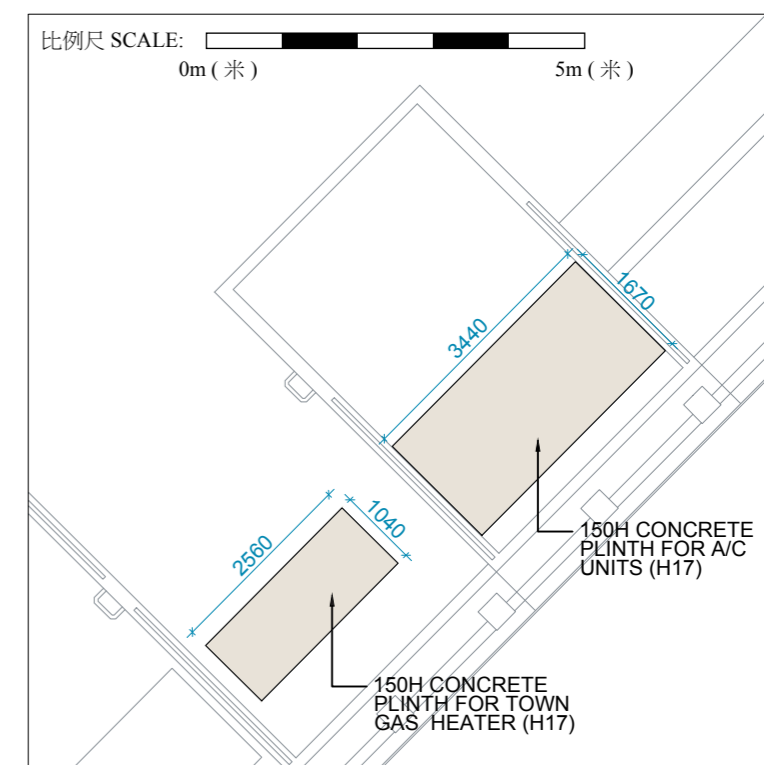 比例尺 SCALE:
0m ( 米 )
5m ( 米 )
1670
3440
1040
2560
150H CONCRETE
PLINTH FOR A/C
UNITS (H17)
150H CONCRETE
PLINTH FOR TOWN
GAS HEATER (H17)